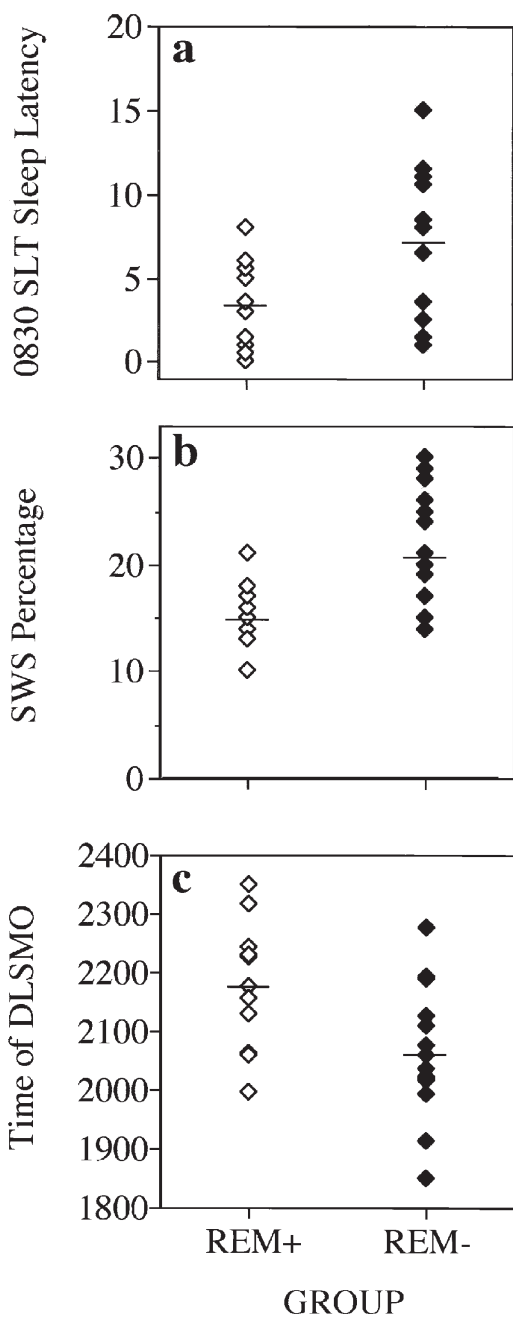 a
0830 SLT Sleep Latency
20
15
10
5
0
b
SWS Percentage
30
20
10
0
c
Time of DLSMO
2400
2300
2200
2100
2000
1900
1800
REM+ REM-
GROUP